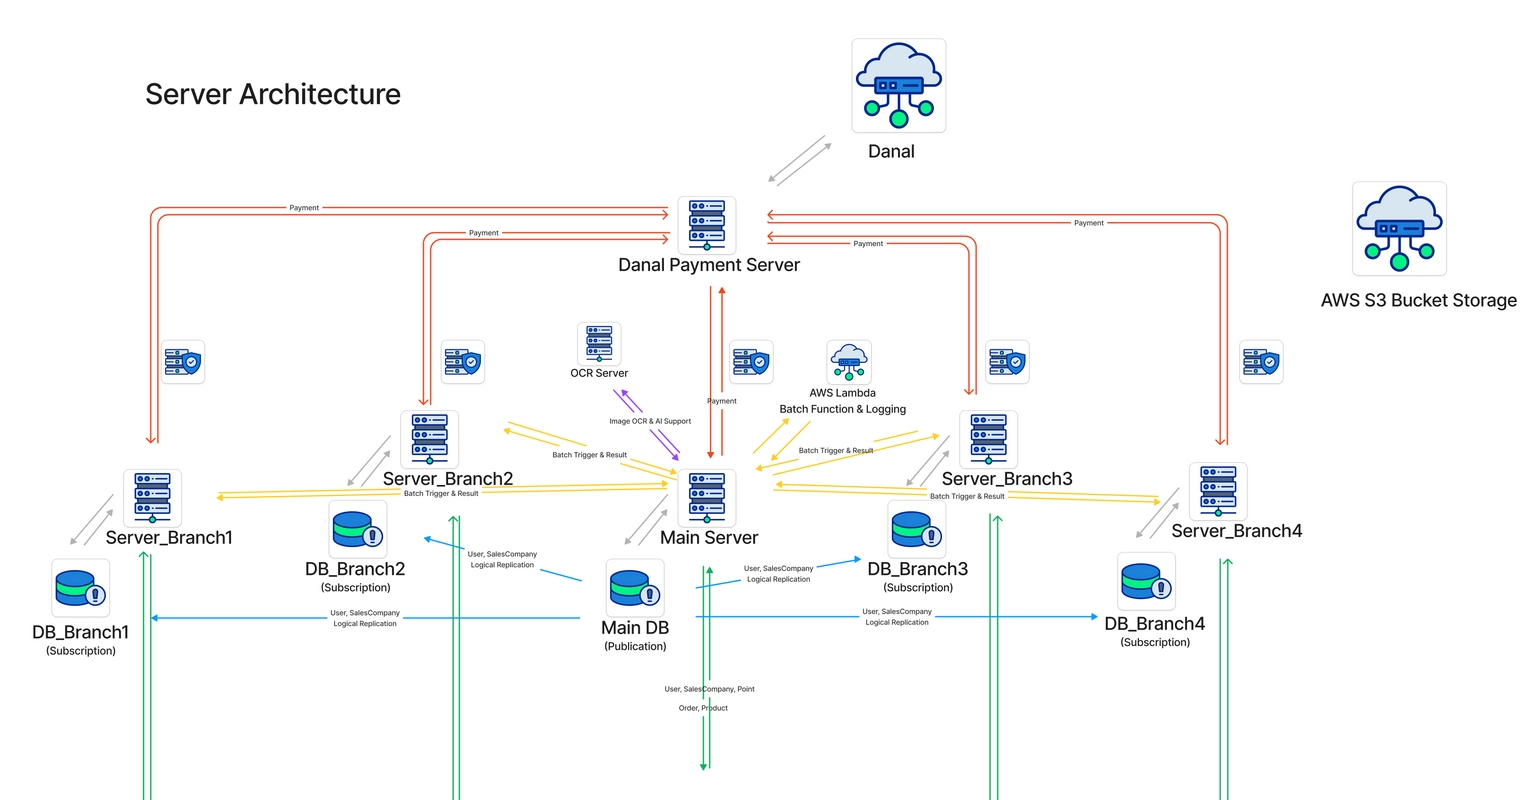 Server Architecture
Danal
Payment
Payment
Payment
Payment
Danal Payment Server
AWS S3 Bucket Storage
OCR Server
AWS Lambda
Batch Function & Logging
Payment
Image OCR & AI Support
Batch Trigger & Result
Batch Trigger & Result
Server_Branch2
Server_Branch3
Batch Trigger & Result
Batch Trigger & Result
Server_Branch1
Main Server
Server_Branch4
User, SalesCompany
Logical Replication
User, SalesCompany
Logical Replication
DB_Branch2
(Subscription)
DB_Branch3
(Subscription)
User, SalesCompany
Logical Replication
User, SalesCompany
Logical Replication
DB_Branch1
(Subscription)
Main DB
(Publication)
DB_Branch4
(Subscription)
User, SalesCompany, Point
Order, Product